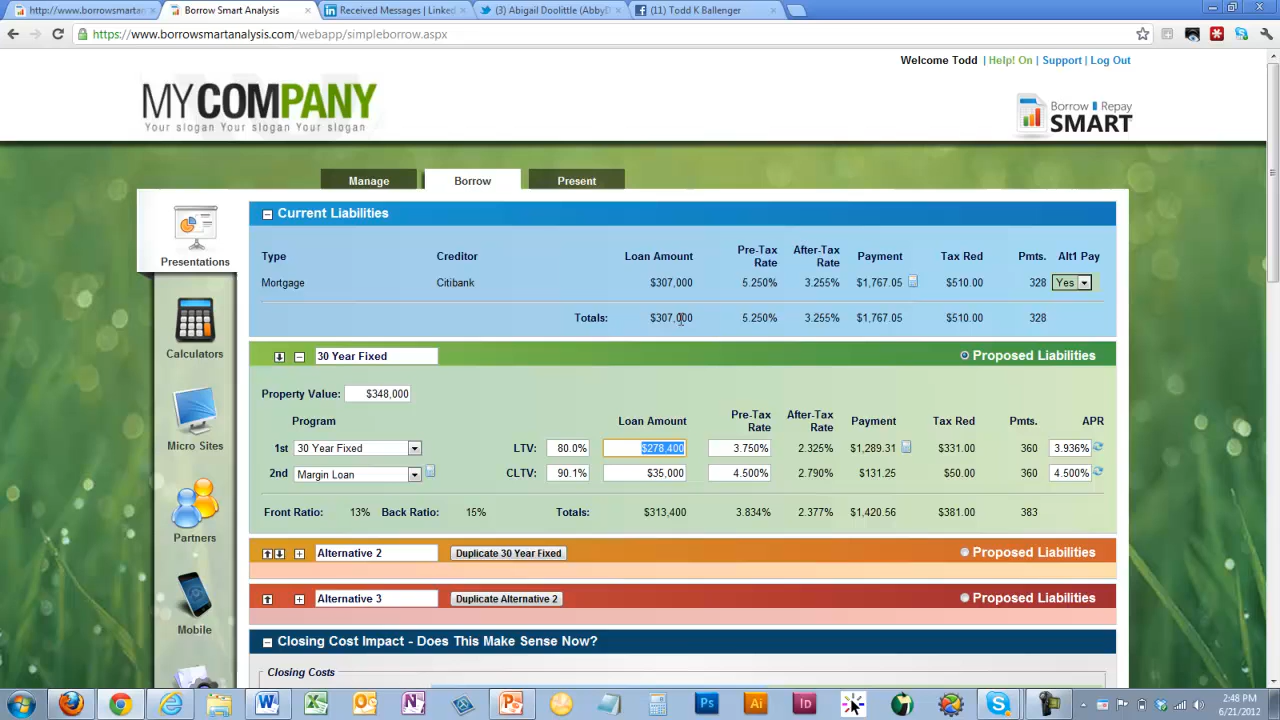 http://www.borrowsmartan
Borrow Smart Analysis
Received Messages | Linked
(3) Abigail Doolittle (AbbyD
(11) Todd K Ballenger
https://www.borrowsmartanalysis.com/webapp/simpleborrow.aspx
Welcome Todd | Help! On | Support | Log Out
MYCOMPANY
Your slogan Your slogan Your slogan
Borrow Repay
SMART
Manage Borrow Present
Current Liabilities
Type Creditor Loan Amount Pre-Tax Rate After-Tax Rate Payment Tax Red Pmts. Alt1 Pay
Mortgage Citibank $307,000 5.250% 3.255% $1,767.05 $510.00 328 Yes
Totals: $307,000 5.250% 3.255% $1,767.05 $510.00 328
30 Year Fixed Proposed Liabilities
Property Value: $348,000
Program Loan Amount Pre-Tax Rate After-Tax Rate Payment Tax Red Pmts. APR
1st 30 Year Fixed LTV: 80.0% $278,400 3.750% 2.325% $1,289.31 $331.00 360 3.936%
2nd Margin Loan CLTV: 90.1% $35,000 4.500% 2.790% $131.25 $50.00 360 4.500%
Front Ratio: 13% Back Ratio: 15% Totals: $313,400 3.834% 2.377% $1,420.56 $381.00 383
Alternative 2 Duplicate 30 Year Fixed Proposed Liabilities
Alternative 3 Duplicate Alternative 2 Proposed Liabilities
Closing Cost Impact - Does This Make Sense Now?
Closing Costs
Presentations
Calculators
Micro Sites
Partners
Mobile
2:48 PM
6/21/2012